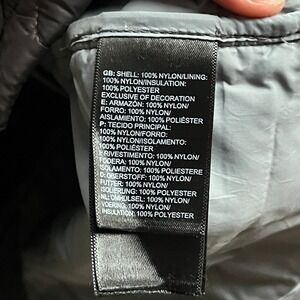 GB: SHELL: 100% NYLON/LINING:
100% NYLON/INSULATION:
100% POLYESTER
EXCLUSIVE OF DECORATION
E: ARMAZÓN: 100% NYLON/
FORRO: 100% NYLON/
AISLAMIENTO: 100% POLIÉSTER
P: TECIDO PRINCIPAL:
100% NYLON/FORRO:
100% NYLON/ISOLAMENTO:
100% POLIÉSTER
I: RIVESTIMENTO: 100% NYLON/
FODERA: 100% NYLON/
ISOLAMENTO: 100% POLIESTERE
D: OBERSTOFF: 100% NYLON/
FUTTER: 100% NYLON/
ISOLIERUNG: 100% POLYESTER
NL: OMHULSEL: 100% NYLON/
VOERING: 100% NYLON/
INSULATION: 100% POLYESTER